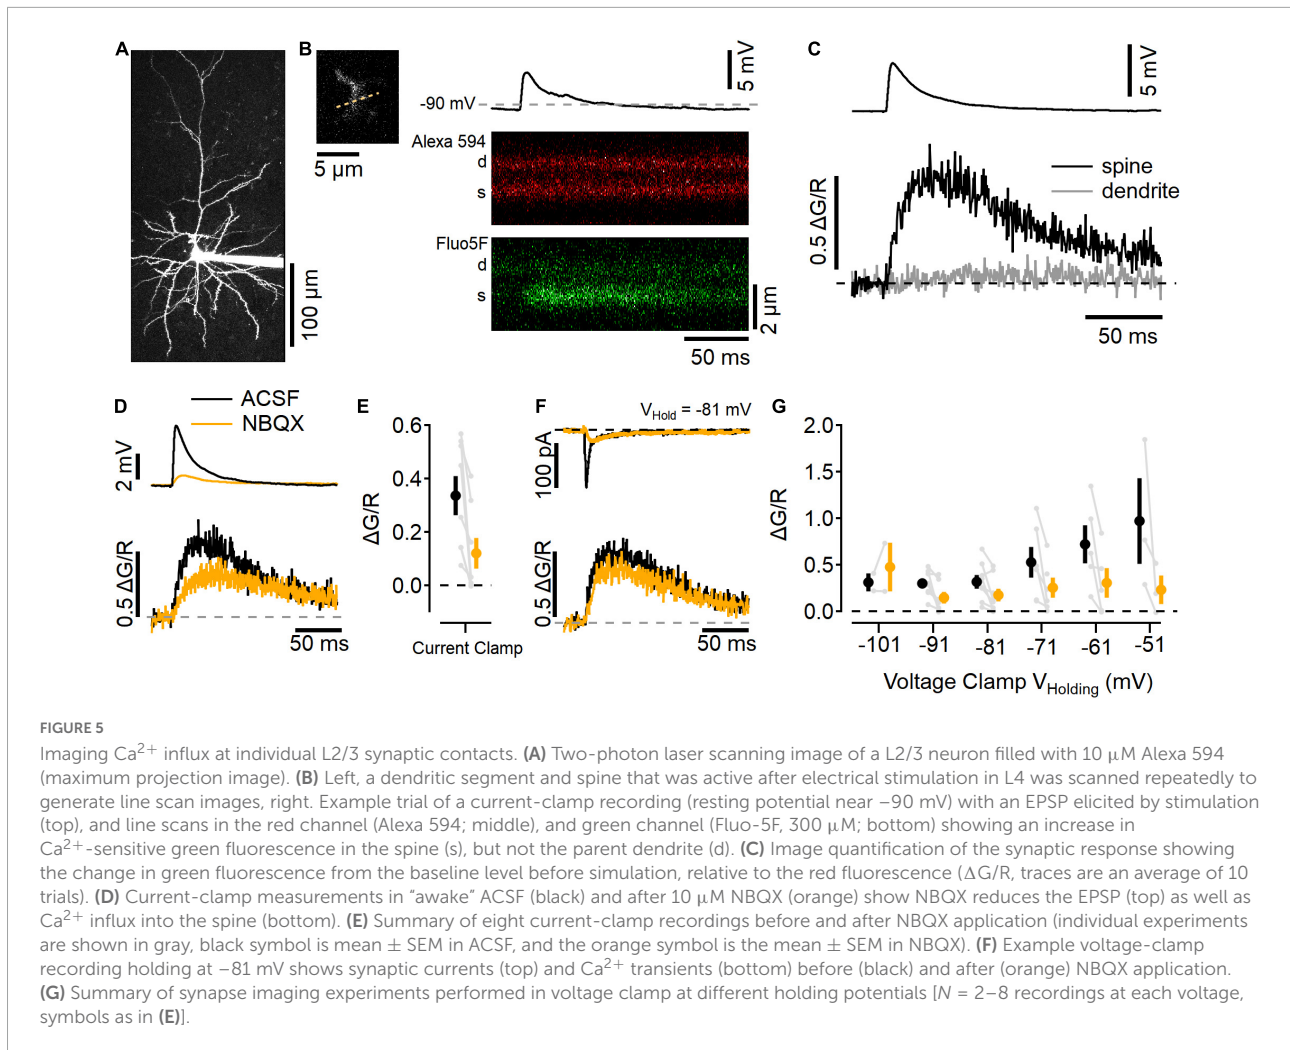 A
100 µm
B
5 µm
-90 mV
5 mV
Alexa 594
d
s
Fluo5F
d
s
2 µm
50 ms
C
5 mV
spine
dendrite
0.5 ΔG/R
50 ms
D
ACSF
NBQX
2 mV
0.5 ΔG/R
50 ms
E
ΔG/R
0.6
0.4
0.2
0.0
Current Clamp
F
V_Hold = -81 mV
100 pA
0.5 ΔG/R
50 ms
G
ΔG/R
2.0
1.5
1.0
0.5
0.0
-101 -91 -81 -71 -61 -51
Voltage Clamp V_Holding (mV)
FIGURE 5
Imaging Ca²⁺ influx at individual L2/3 synaptic contacts. (A) Two-photon laser scanning image of a L2/3 neuron filled with 10 µM Alexa 594
(maximum projection image). (B) Left, a dendritic segment and spine that was active after electrical stimulation in L4 was scanned repeatedly to
generate line scan images, right. Example trial of a current-clamp recording (resting potential near −90 mV) with an EPSP elicited by stimulation
(top), and line scans in the red channel (Alexa 594; middle), and green channel (Fluo-5F, 300 µM; bottom) showing an increase in
Ca²⁺-sensitive green fluorescence in the spine (s), but not the parent dendrite (d). (C) Image quantification of the synaptic response showing
the change in green fluorescence from the baseline level before simulation, relative to the red fluorescence (ΔG/R, traces are an average of 10
trials). (D) Current-clamp measurements in “awake” ACSF (black) and after 10 µM NBQX (orange) show NBQX reduces the EPSP (top) as well as
Ca²⁺ influx into the spine (bottom). (E) Summary of eight current-clamp recordings before and after NBQX application (individual experiments
are shown in gray, black symbol is mean ± SEM in ACSF, and the orange symbol is the mean ± SEM in NBQX). (F) Example voltage-clamp
recording holding at −81 mV shows synaptic currents (top) and Ca²⁺ transients (bottom) before (black) and after (orange) NBQX application.
(G) Summary of synapse imaging experiments performed in voltage clamp at different holding potentials [N = 2–8 recordings at each voltage,
symbols as in (E)].